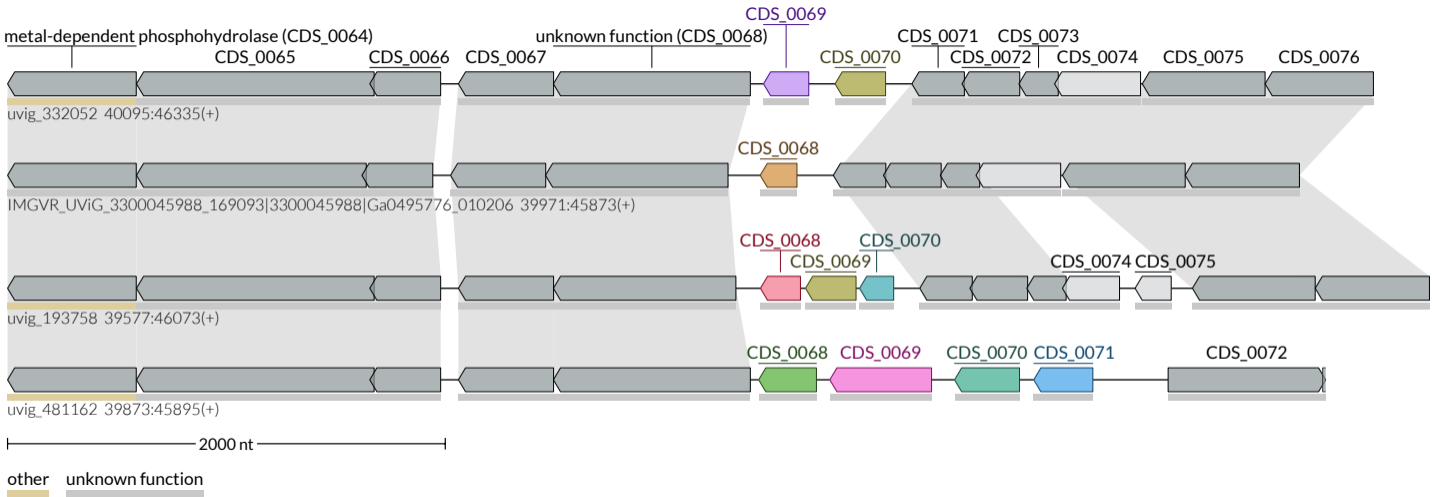 CDS_0069
metal-dependent phosphohydrolase (CDS_0064) unknown function (CDS_0068) CDS_0071 CDS_0073
CDS_0065 CDS_0066 CDS_0067 CDS_0070 CDS_0072 CDS_0074 CDS_0075 CDS_0076
uvig_332052 40095:46335(+)
CDS_0068
IMGVR_UViG_3300045988_169093|3300045988|Ga0495776_010206 39971:45873(+)
CDS_0068 CDS_0070
CDS_0069 CDS_0074 CDS_0075
uvig_193758 39577:46073(+)
CDS_0068 CDS_0069 CDS_0070 CDS_0071 CDS_0072
uvig_481162 39873:45895(+)
2000 nt
other unknown function